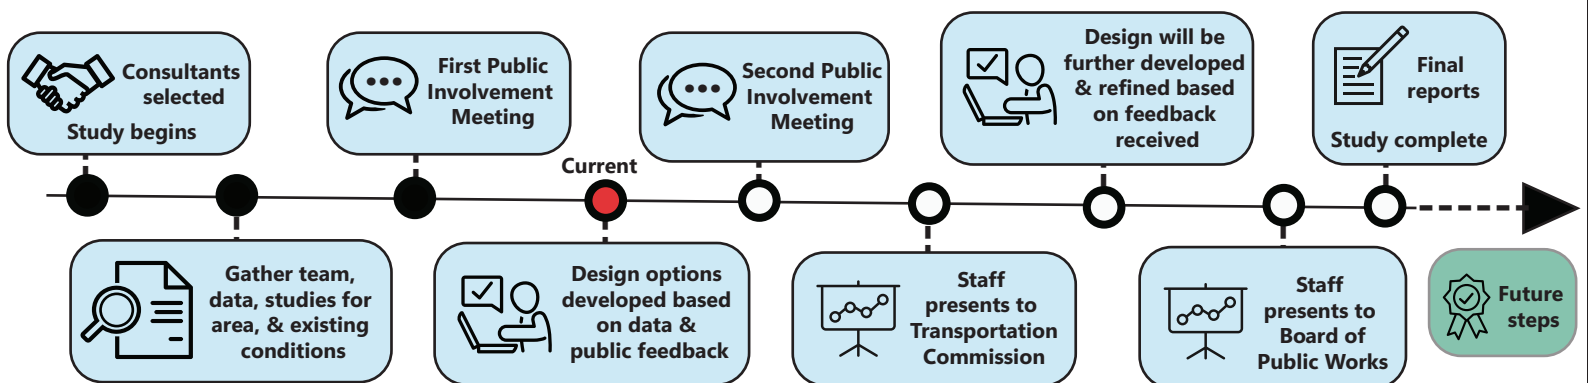 Consultants
selected
Study begins
Gather team,
data, studies for
area, & existing
conditions
First Public
Involvement
Meeting
Current
Design options
developed based
on data &
public feedback
Second Public
Involvement
Meeting
Staff
presents to
Transportation
Commission
Design will be
further developed
& refined based
on feedback
received
Staff
presents to
Board of
Public Works
Final
reports
Study complete
Future
steps